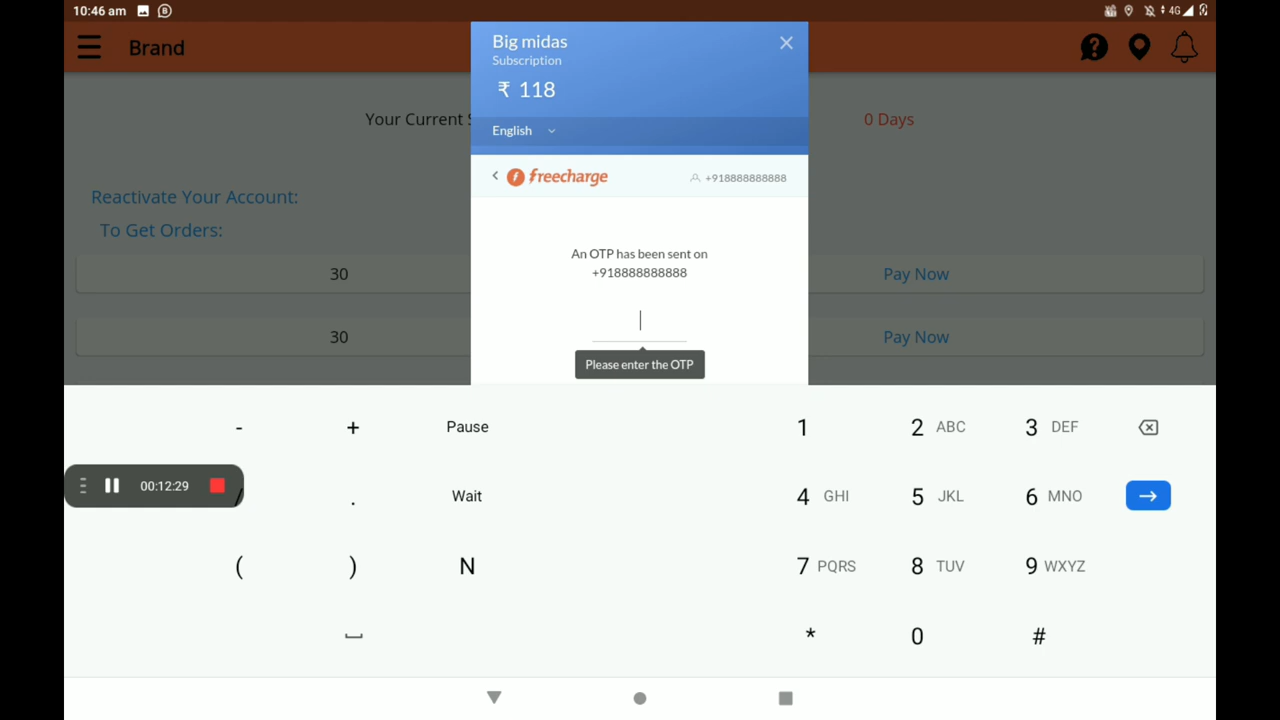 10:46 am
4G
Brand
Big midas
Subscription
₹ 118
English
Your Current S
0 Days
freecharge
+918888888888
Reactivate Your Account:
To Get Orders:
An OTP has been sent on
+918888888888
30
Pay Now
30
Pay Now
Please enter the OTP
- + Pause 1 2 ABC 3 DEF
00:12:29
/ . Wait 4 GHI 5 JKL 6 MNO
( ) N 7 PQRS 8 TUV 9 WXYZ
* 0 #